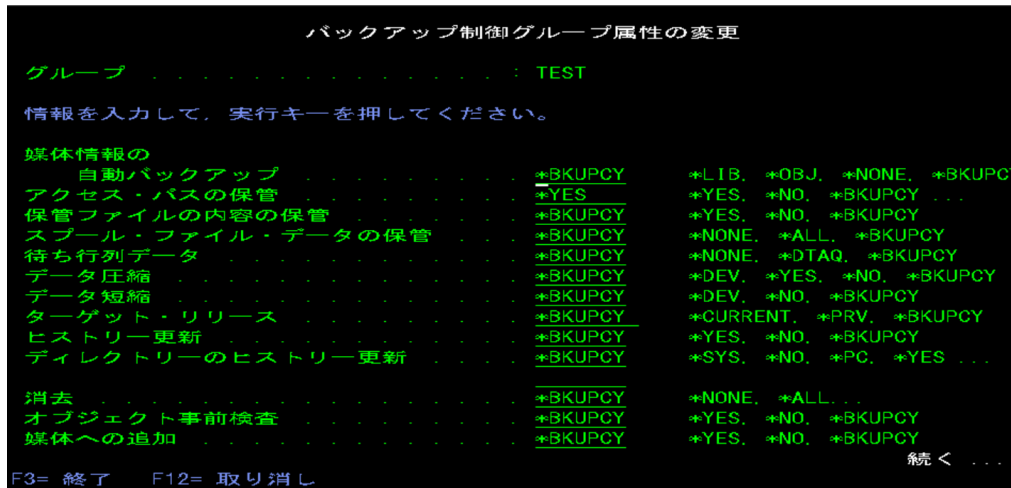 バックアップ制御グループ属性の変更
グループ . . . . . . . . . . . . . . . : TEST
情報を入力して, 実行キーを押してください。
媒体情報の
自動バックアップ . . . . . . . . . . *BKUPCY *LIB, *OBJ, *NONE, *BKUPC
アクセス・パスの保管 . . . . . . . . *YES *YES, *NO, *BKUPCY ...
保管ファイルの内容の保管 . . . . . . *BKUPCY *YES, *NO, *BKUPCY
スプール・ファイル・データの保管 . . . *BKUPCY *NONE, *ALL, *BKUPCY
待ち行列データ . . . . . . . . . . . *BKUPCY *NONE, *DTAQ, *BKUPCY
データ圧縮 . . . . . . . . . . . . . *BKUPCY *DEV, *YES, *NO, *BKUPCY
データ短縮 . . . . . . . . . . . . . *BKUPCY *DEV, *NO, *BKUPCY
ターゲット・リリース . . . . . . . . . *BKUPCY *CURRENT, *PRV, *BKUPCY
ヒストリー更新 . . . . . . . . . . . *BKUPCY *YES, *NO, *BKUPCY
ディレクトリーのヒストリー更新 . . . . *BKUPCY *SYS, *NO, *PC, *YES ...
消去 . . . . . . . . . . . . . . . . *BKUPCY *NONE, *ALL...
オブジェクト事前検査 . . . . . . . . . *BKUPCY *YES, *NO, *BKUPCY
媒体への追加 . . . . . . . . . . . . *BKUPCY *YES, *NO, *BKUPCY
続く ...
F3= 終了 F12= 取り消し